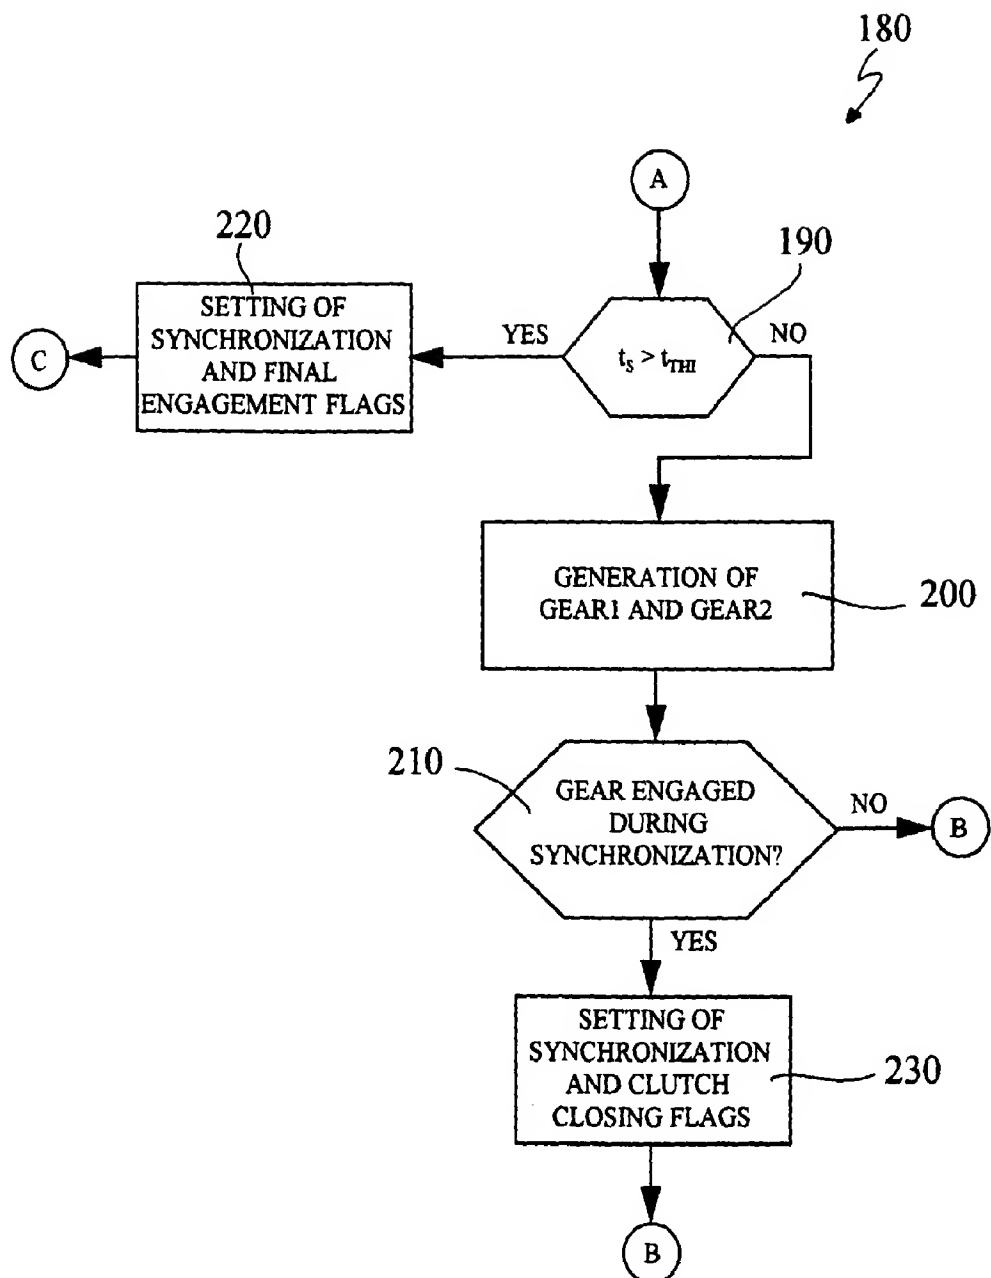 180
A
220
190
SETTING OF
SYNCHRONIZATION
AND FINAL
ENGAGEMENT FLAGS
C
YES
tS > tTHI
NO
GENERATION OF
GEAR1 AND GEAR2
200
210
GEAR ENGAGED
DURING
SYNCHRONIZATION?
NO
B
YES
SETTING OF
SYNCHRONIZATION
AND CLUTCH
CLOSING FLAGS
230
B